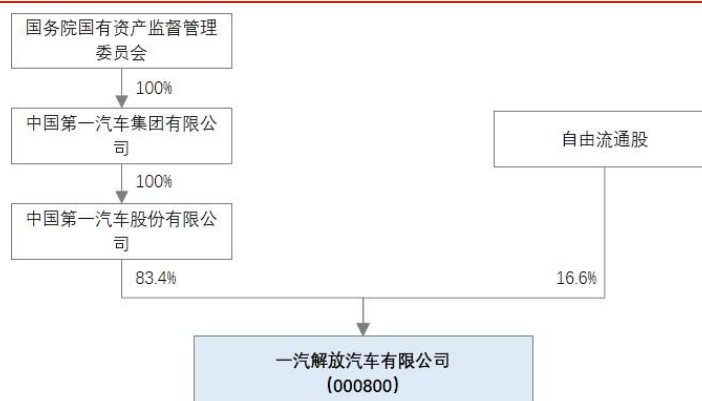 国务院国有资产监督管理
委员会
100%
中国第一汽车集团有限公
司
自由流通股
100%
中国第一汽车股份有限公
司
83.4%
16.6%
一汽解放汽车有限公司
(000800)